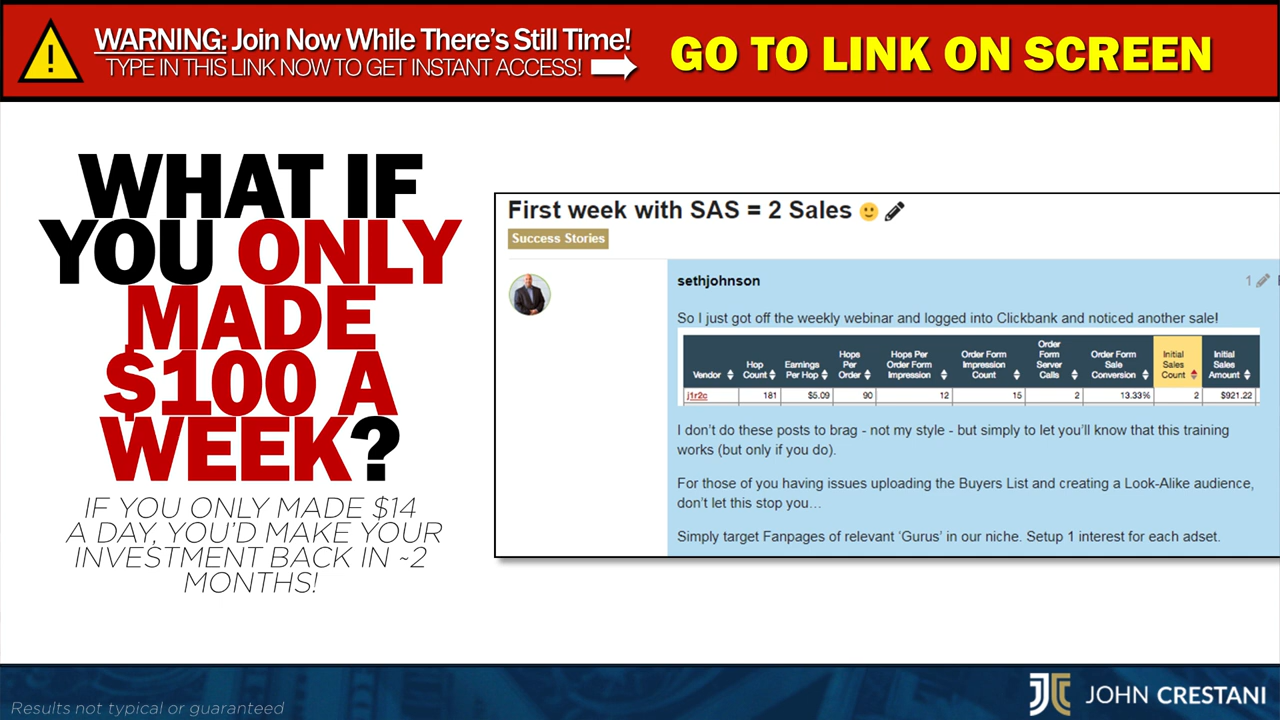 WARNING: Join Now While There's Still Time!
TYPE IN THIS LINK NOW TO GET INSTANT ACCESS!
GO TO LINK ON SCREEN
WHAT IF
YOU ONLY
MADE
$100 A
WEEK?
IF YOU ONLY MADE $14
A DAY, YOU'D MAKE YOUR
INVESTMENT BACK IN ~2
MONTHS!
First week with SAS = 2 Sales
Success Stories
sethjohnson
1
So I just got off the weekly webinar and logged into Clickbank and noticed another sale!
Vendor Hop Count Earnings Per Hop Hops Per Order Hops Per Order Form Impression Order Form Impression Count Order Form Server Calls Order Form Sale Conversion Initial Sales Count Initial Sales Amount
j1r2c 181 $5.09 90 12 15 2 13.33% 2 $921.22
I don't do these posts to brag - not my style - but simply to let you'll know that this training
works (but only if you do).
For those of you having issues uploading the Buyers List and creating a Look-Alike audience,
don't let this stop you…
Simply target Fanpages of relevant 'Gurus' in our niche. Setup 1 interest for each adset.
Results not typical or guaranteed
JC JOHN CRESTANI